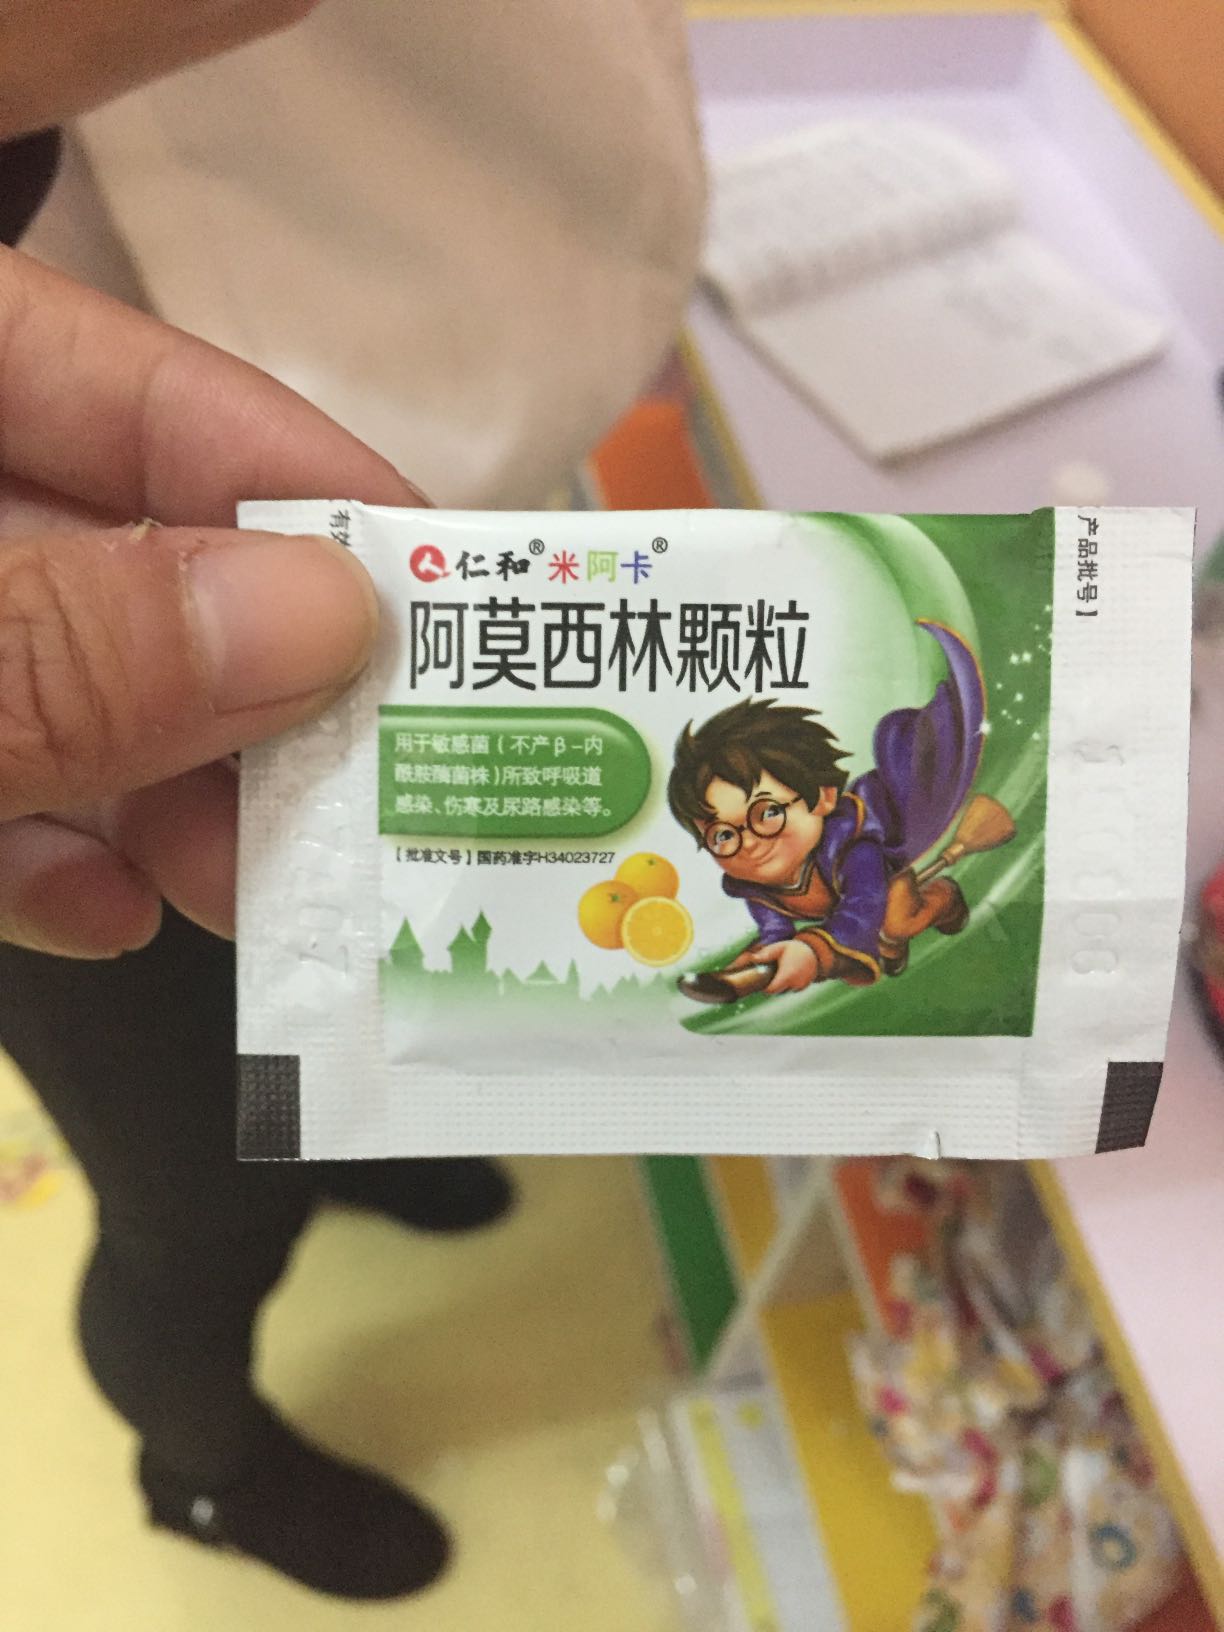 仁和®米阿卡®
阿莫西林颗粒
用于敏感菌(不产β-内
酰胺酶菌株)所致呼吸道
感染、伤寒及尿路感染等。
【批准文号】国药准字H34023727
有效
产品批号】